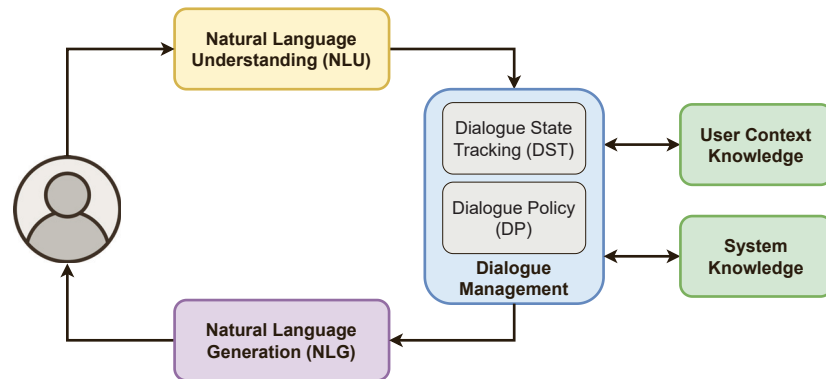 Natural Language
Understanding (NLU)
Dialogue State
Tracking (DST)
Dialogue Policy
(DP)
Dialogue
Management
User Context
Knowledge
System
Knowledge
Natural Language
Generation (NLG)